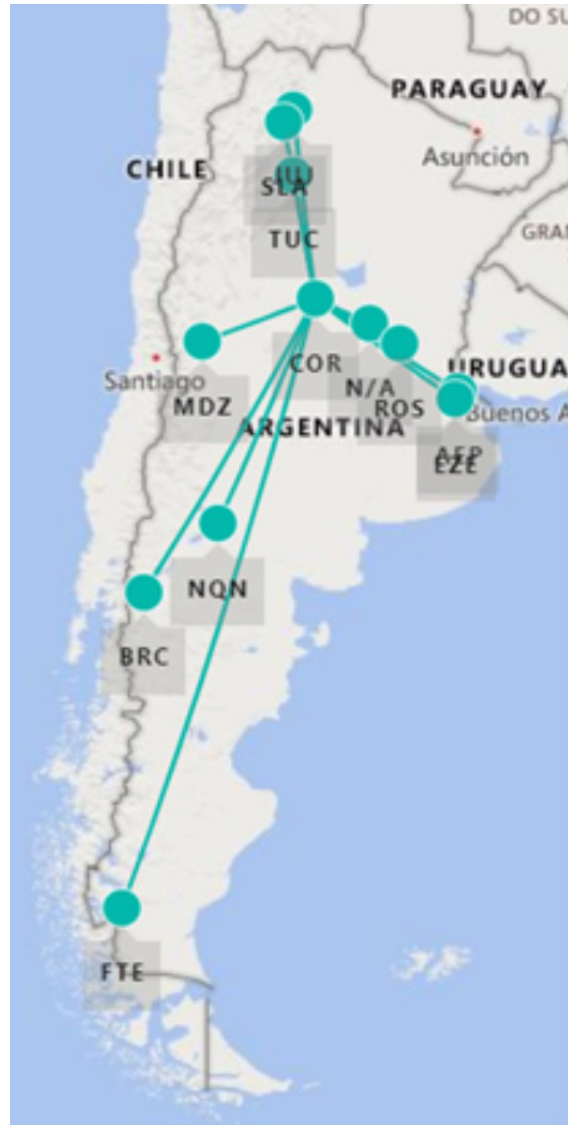 DO SU
PARAGUAY
Asunción
CHILE
JUJ
SLA
GRAN
TUC
COR
URUGUA
Santiago
N/A
MDZ
ROS
Buenos A
ARGENTINA
AEP
EZE
NQN
BRC
FTE